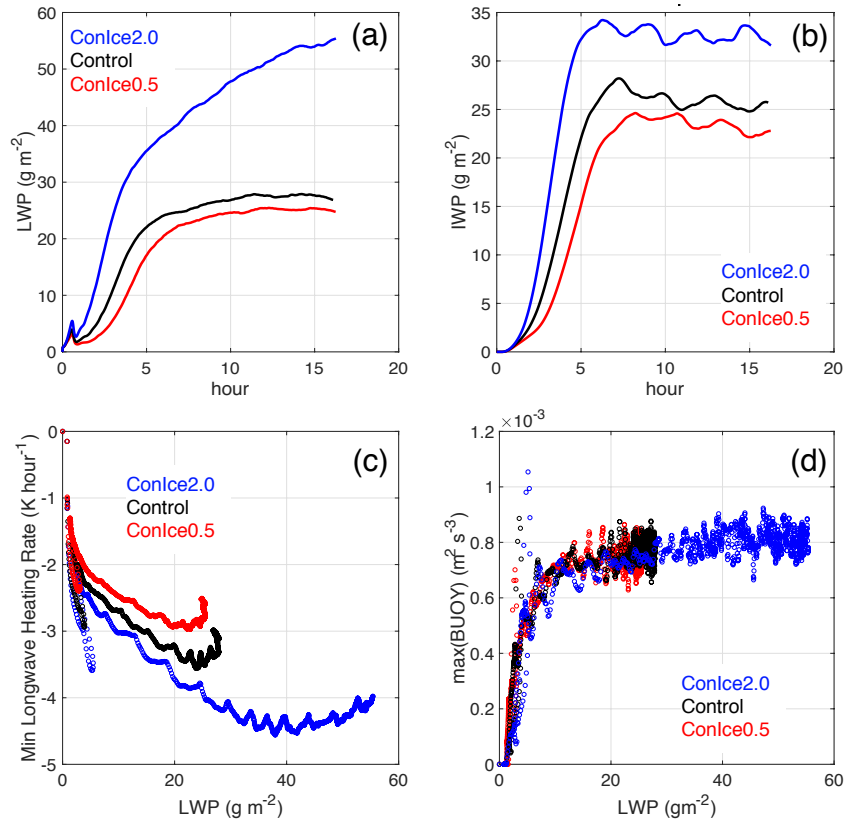 60
50
40
30
20
10
0
LWP (g m-2)
ConIce2.0
Control
ConIce0.5
(a)
0 5 10 15 20
hour
35
30
25
20
15
10
5
0
IWP (g m-2)
(b)
ConIce2.0
Control
ConIce0.5
0 5 10 15 20
hour
0
-1
-2
-3
-4
-5
Min Longwave Heating Rate (K hour-1)
(c)
ConIce2.0
Control
ConIce0.5
0 20 40 60
LWP (g m-2)
×10-3
1.2
1
0.8
0.6
0.4
0.2
0
max(BUOY) (m2 s-3)
(d)
ConIce2.0
Control
ConIce0.5
0 20 40 60
LWP (gm-2)